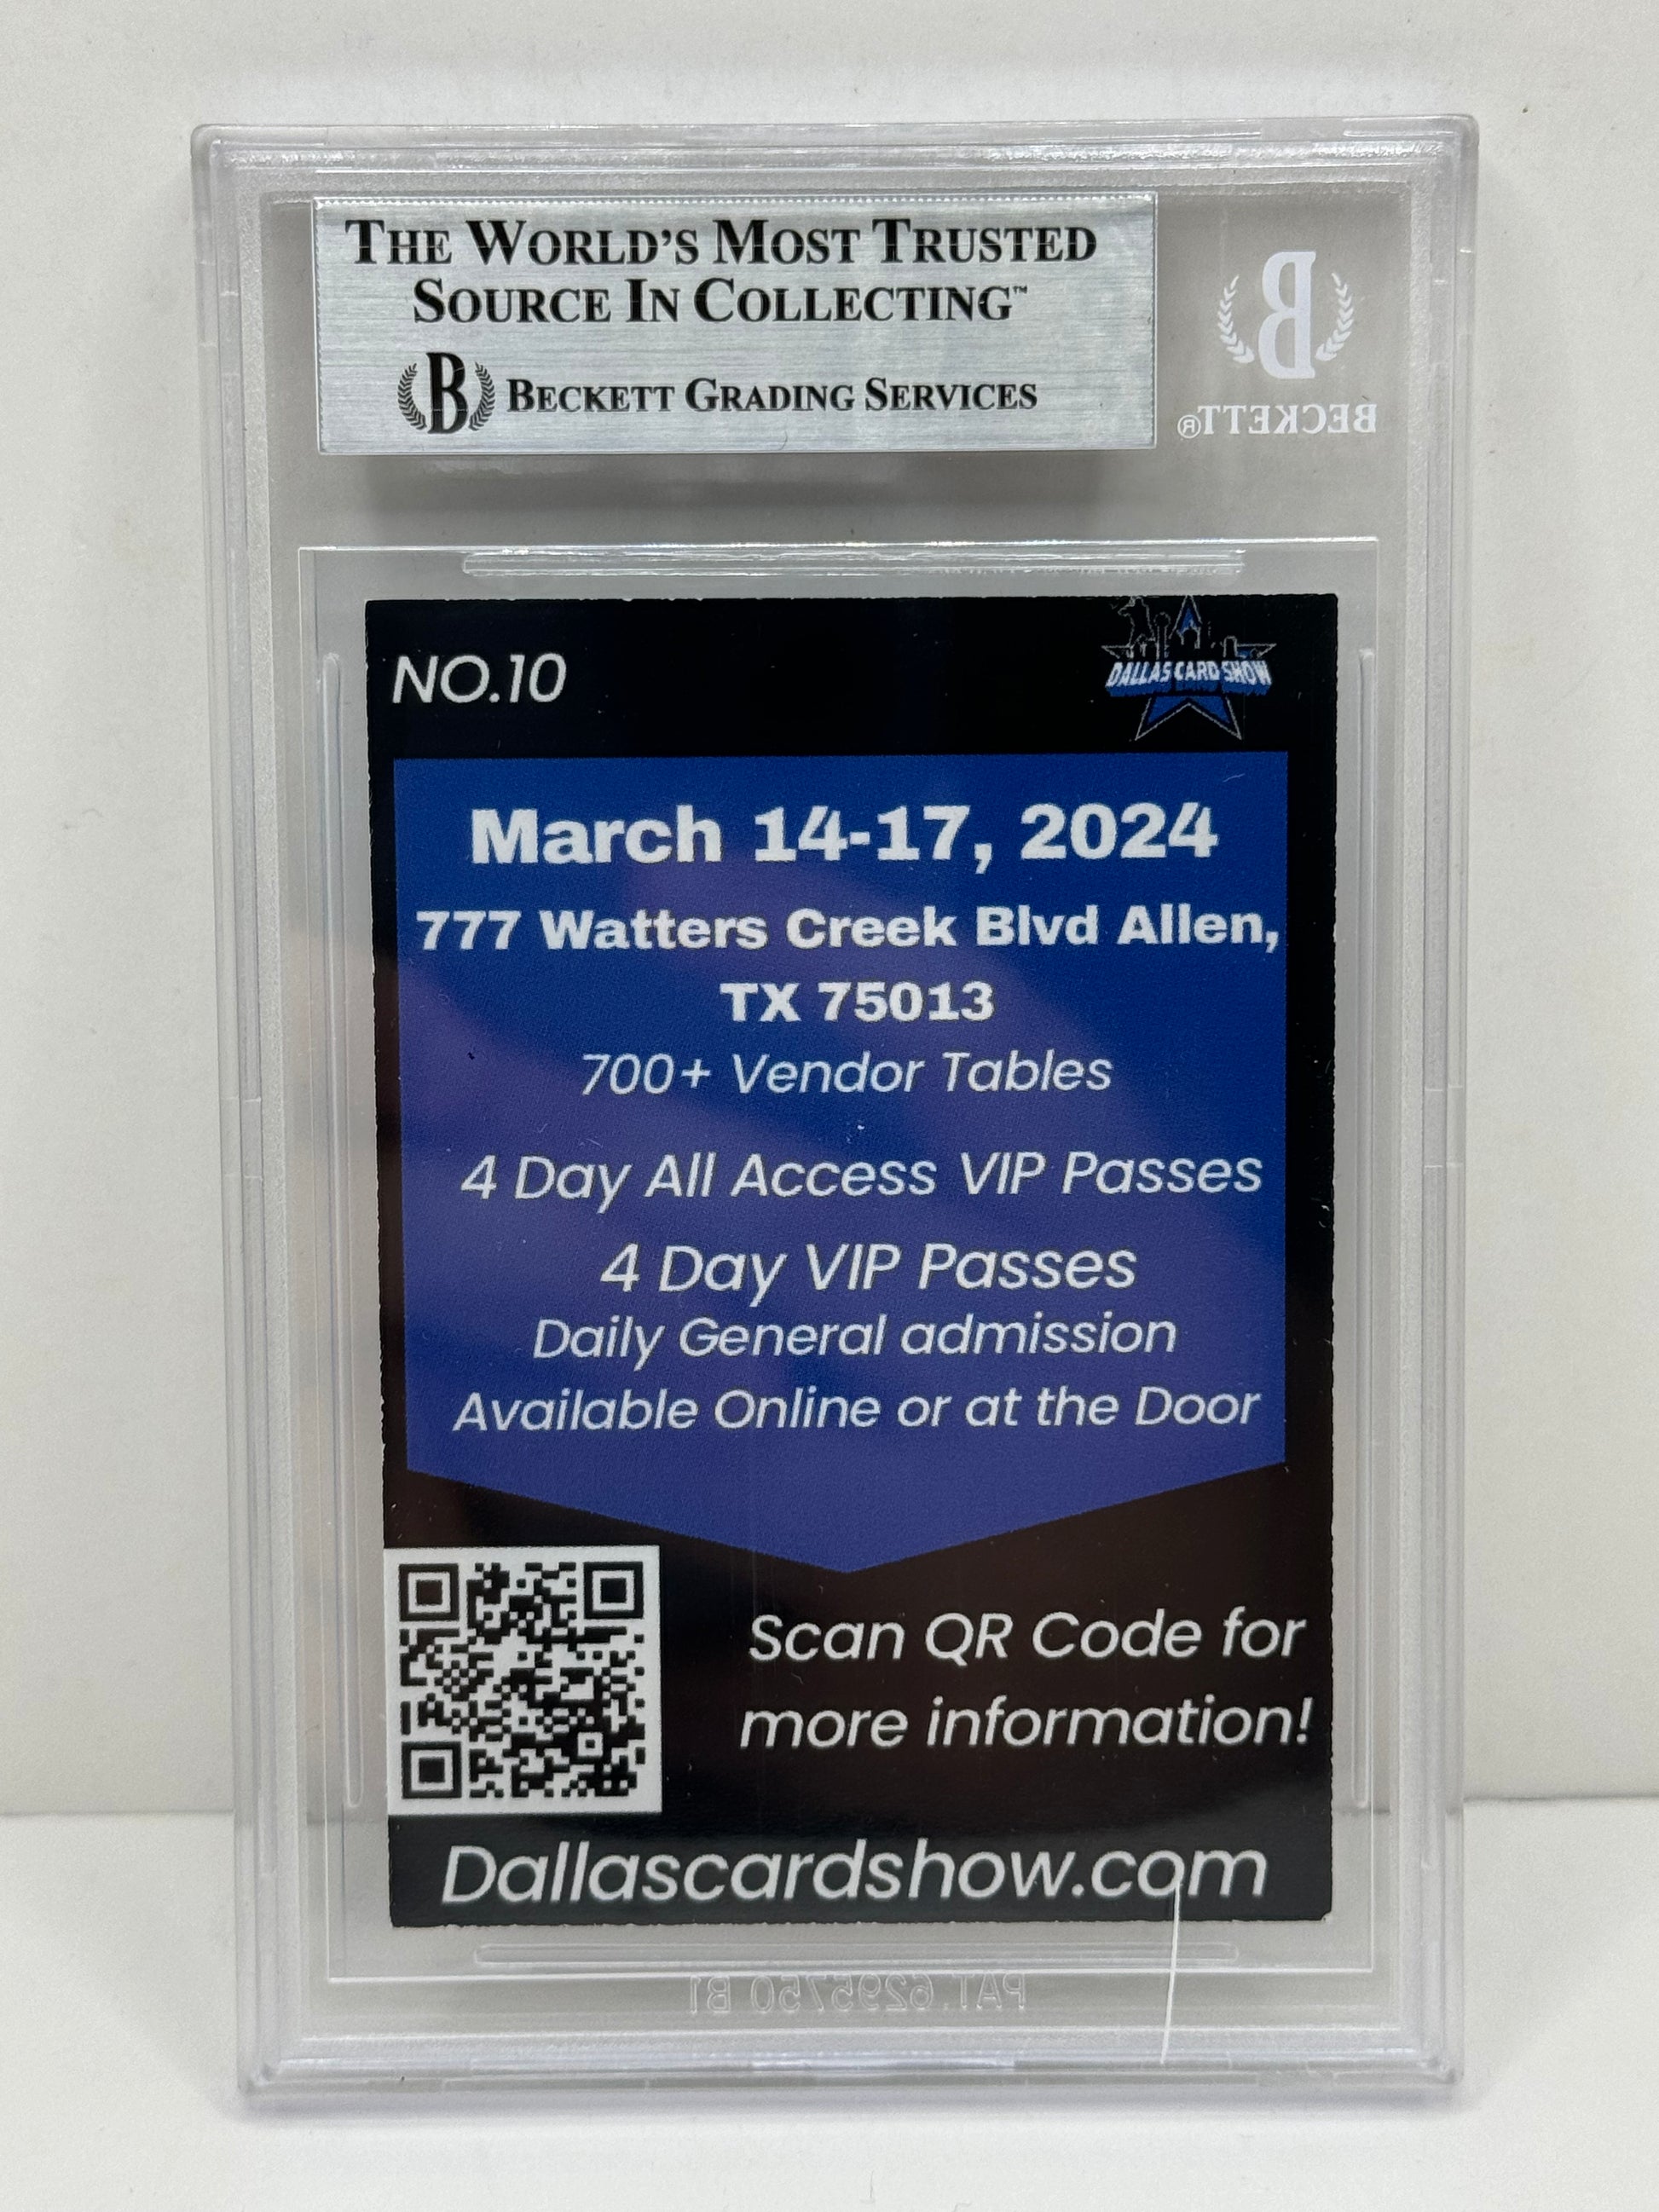 THE WORLD'S MOST TRUSTED
SOURCE IN COLLECTING™
B BECKETT GRADING SERVICES
B
BECKETT®
NO.10
DALLAS CARD SHOW
March 14-17, 2024
777 Watters Creek Blvd Allen,
TX 75013
700+ Vendor Tables
4 Day All Access VIP Passes
4 Day VIP Passes
Daily General admission
Available Online or at the Door
Scan QR Code for
more information!
Dallascardshow.com
PAT. 6295750 B1